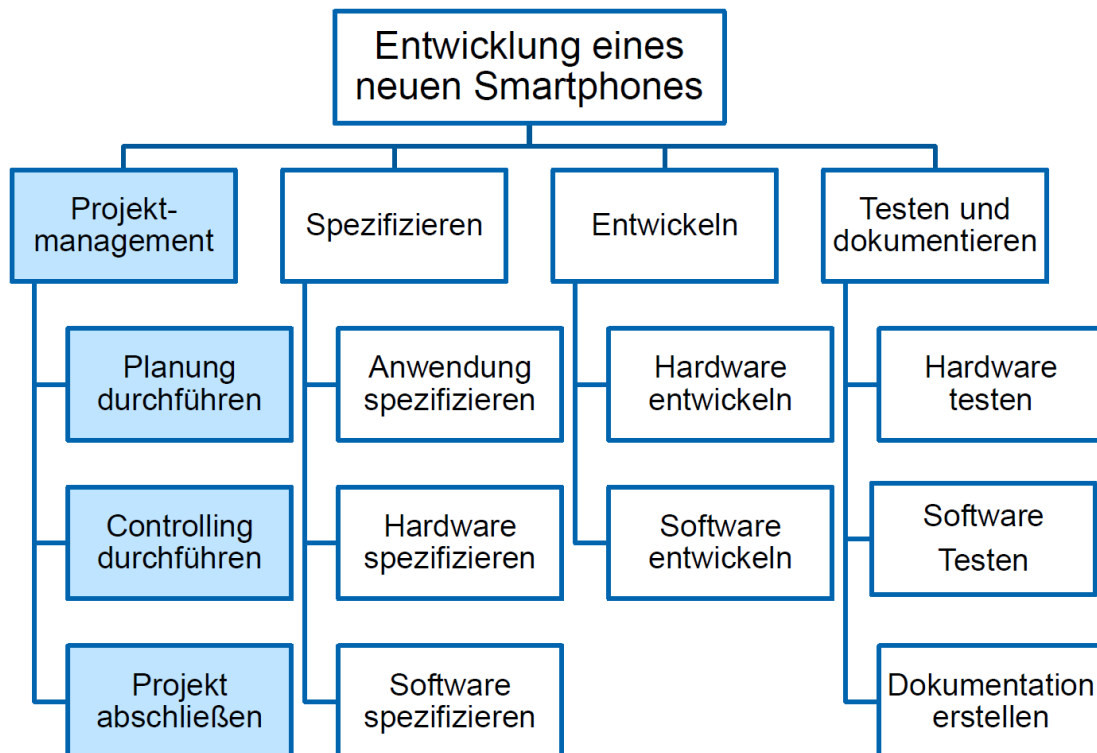 Entwicklung eines
neuen Smartphones
Projekt-
management
Spezifizieren
Entwickeln
Testen und
dokumentieren
Planung
durchführen
Anwendung
spezifizieren
Hardware
entwickeln
Hardware
testen
Controlling
durchführen
Hardware
spezifizieren
Software
entwickeln
Software
Testen
Projekt
abschließen
Software
spezifizieren
Dokumentation
erstellen